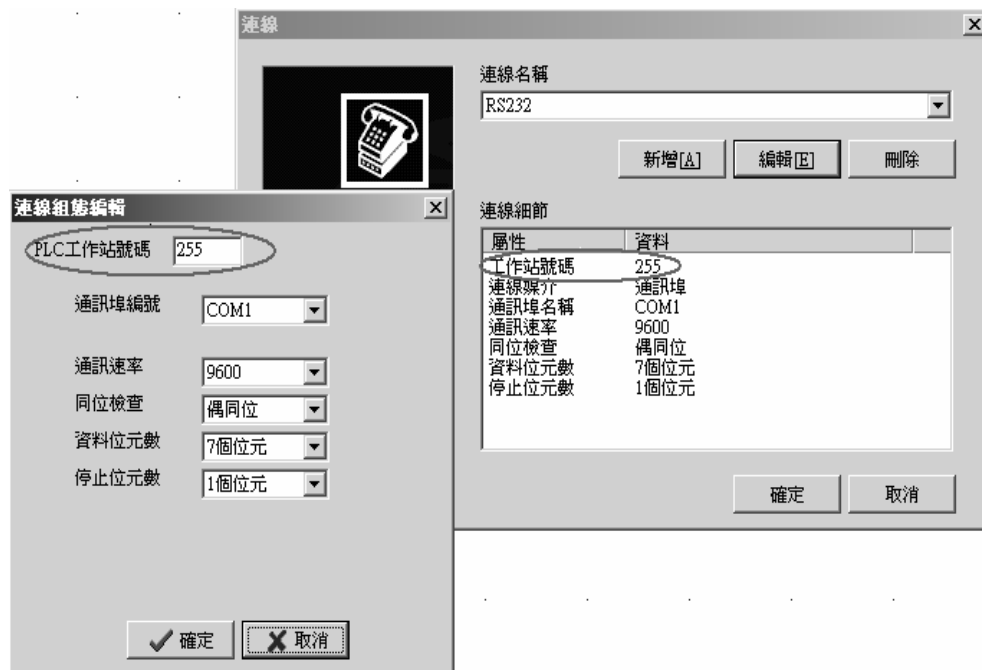 連線
連線名稱
RS232
新增[A]
編輯[E]
刪除
連線細節
屬性 資料
工作站號碼 255
連線媒介 通訊埠
通訊埠名稱 COM1
通訊速率 9600
同位檢查 偶同位
資料位元數 7個位元
停止位元數 1個位元
確定
取消
連線組態編輯
PLC工作站號碼 255
通訊埠編號 COM1
通訊速率 9600
同位檢查 偶同位
資料位元數 7個位元
停止位元數 1個位元
確定
取消